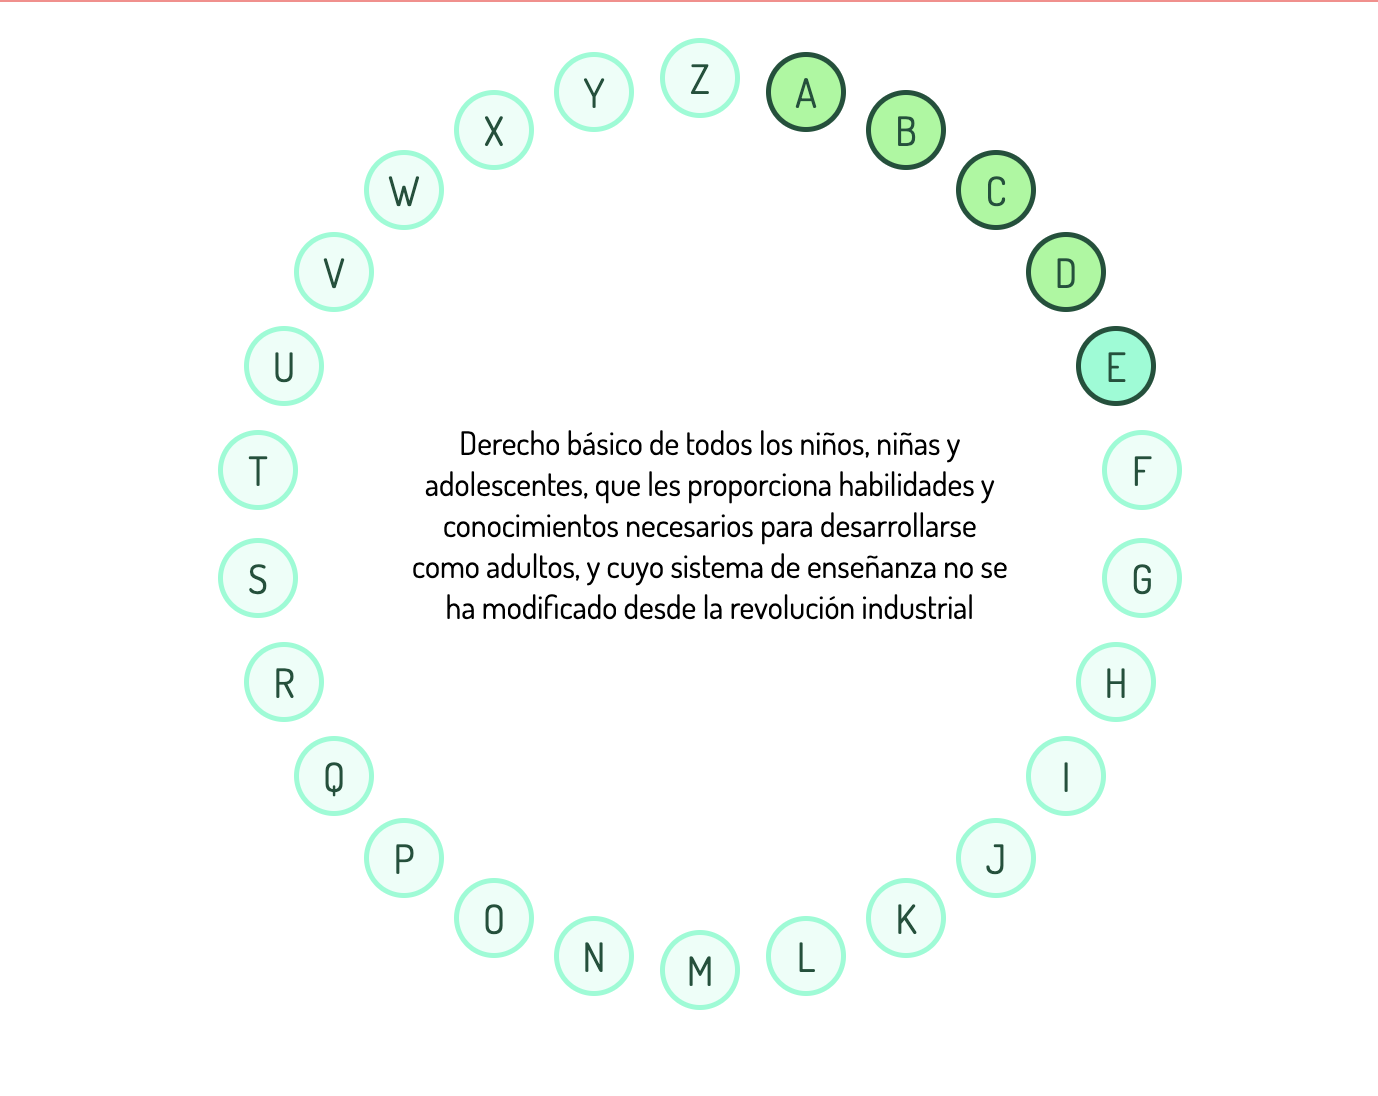 Z
A
B
C
D
E
F
G
H
I
J
K
L
M
N
O
P
Q
R
S
T
U
V
W
X
Y
Derecho básico de todos los niños, niñas y
adolescentes, que les proporciona habilidades y
conocimientos necesarios para desarrollarse
como adultos, y cuyo sistema de enseñanza no se
ha modificado desde la revolución industrial